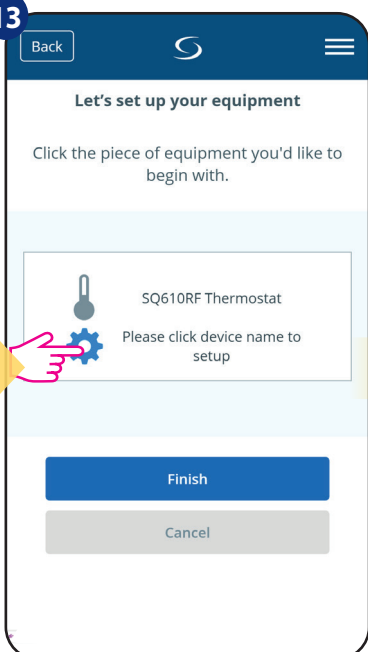 13
Back
Let's set up your equipment
Click the piece of equipment you'd like to
begin with.
SQ610RF Thermostat
Please click device name to
setup
Finish
Cancel